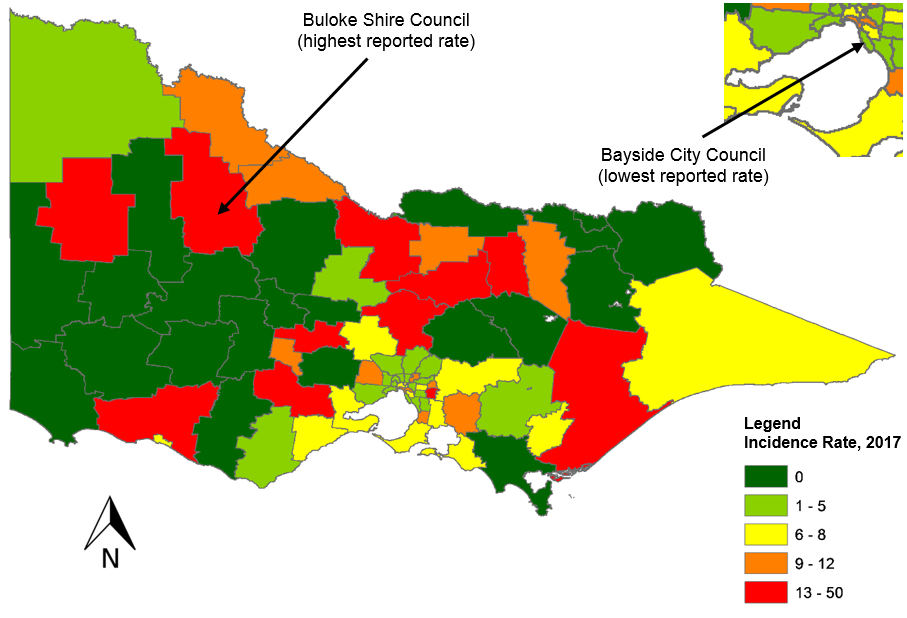 Buloke Shire Council
(highest reported rate)
Bayside City Council
(lowest reported rate)
Legend
Incidence Rate, 2017
0
1 - 5
6 - 8
9 - 12
13 - 50
N